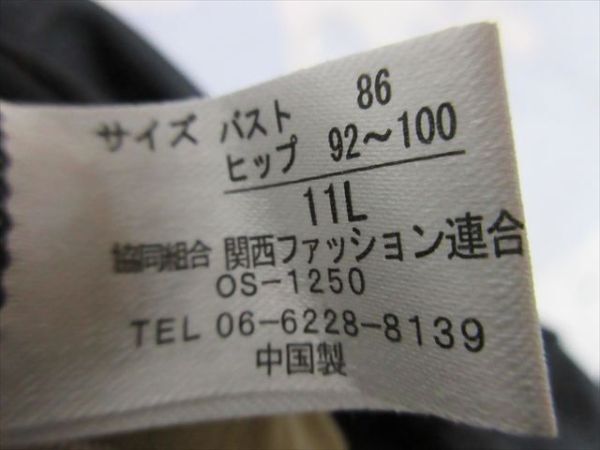 サイズ バスト 86
ヒップ 92〜100
11L
協同組合 関西ファッション連合
OS-1250
TEL 06-6228-8139
中国製